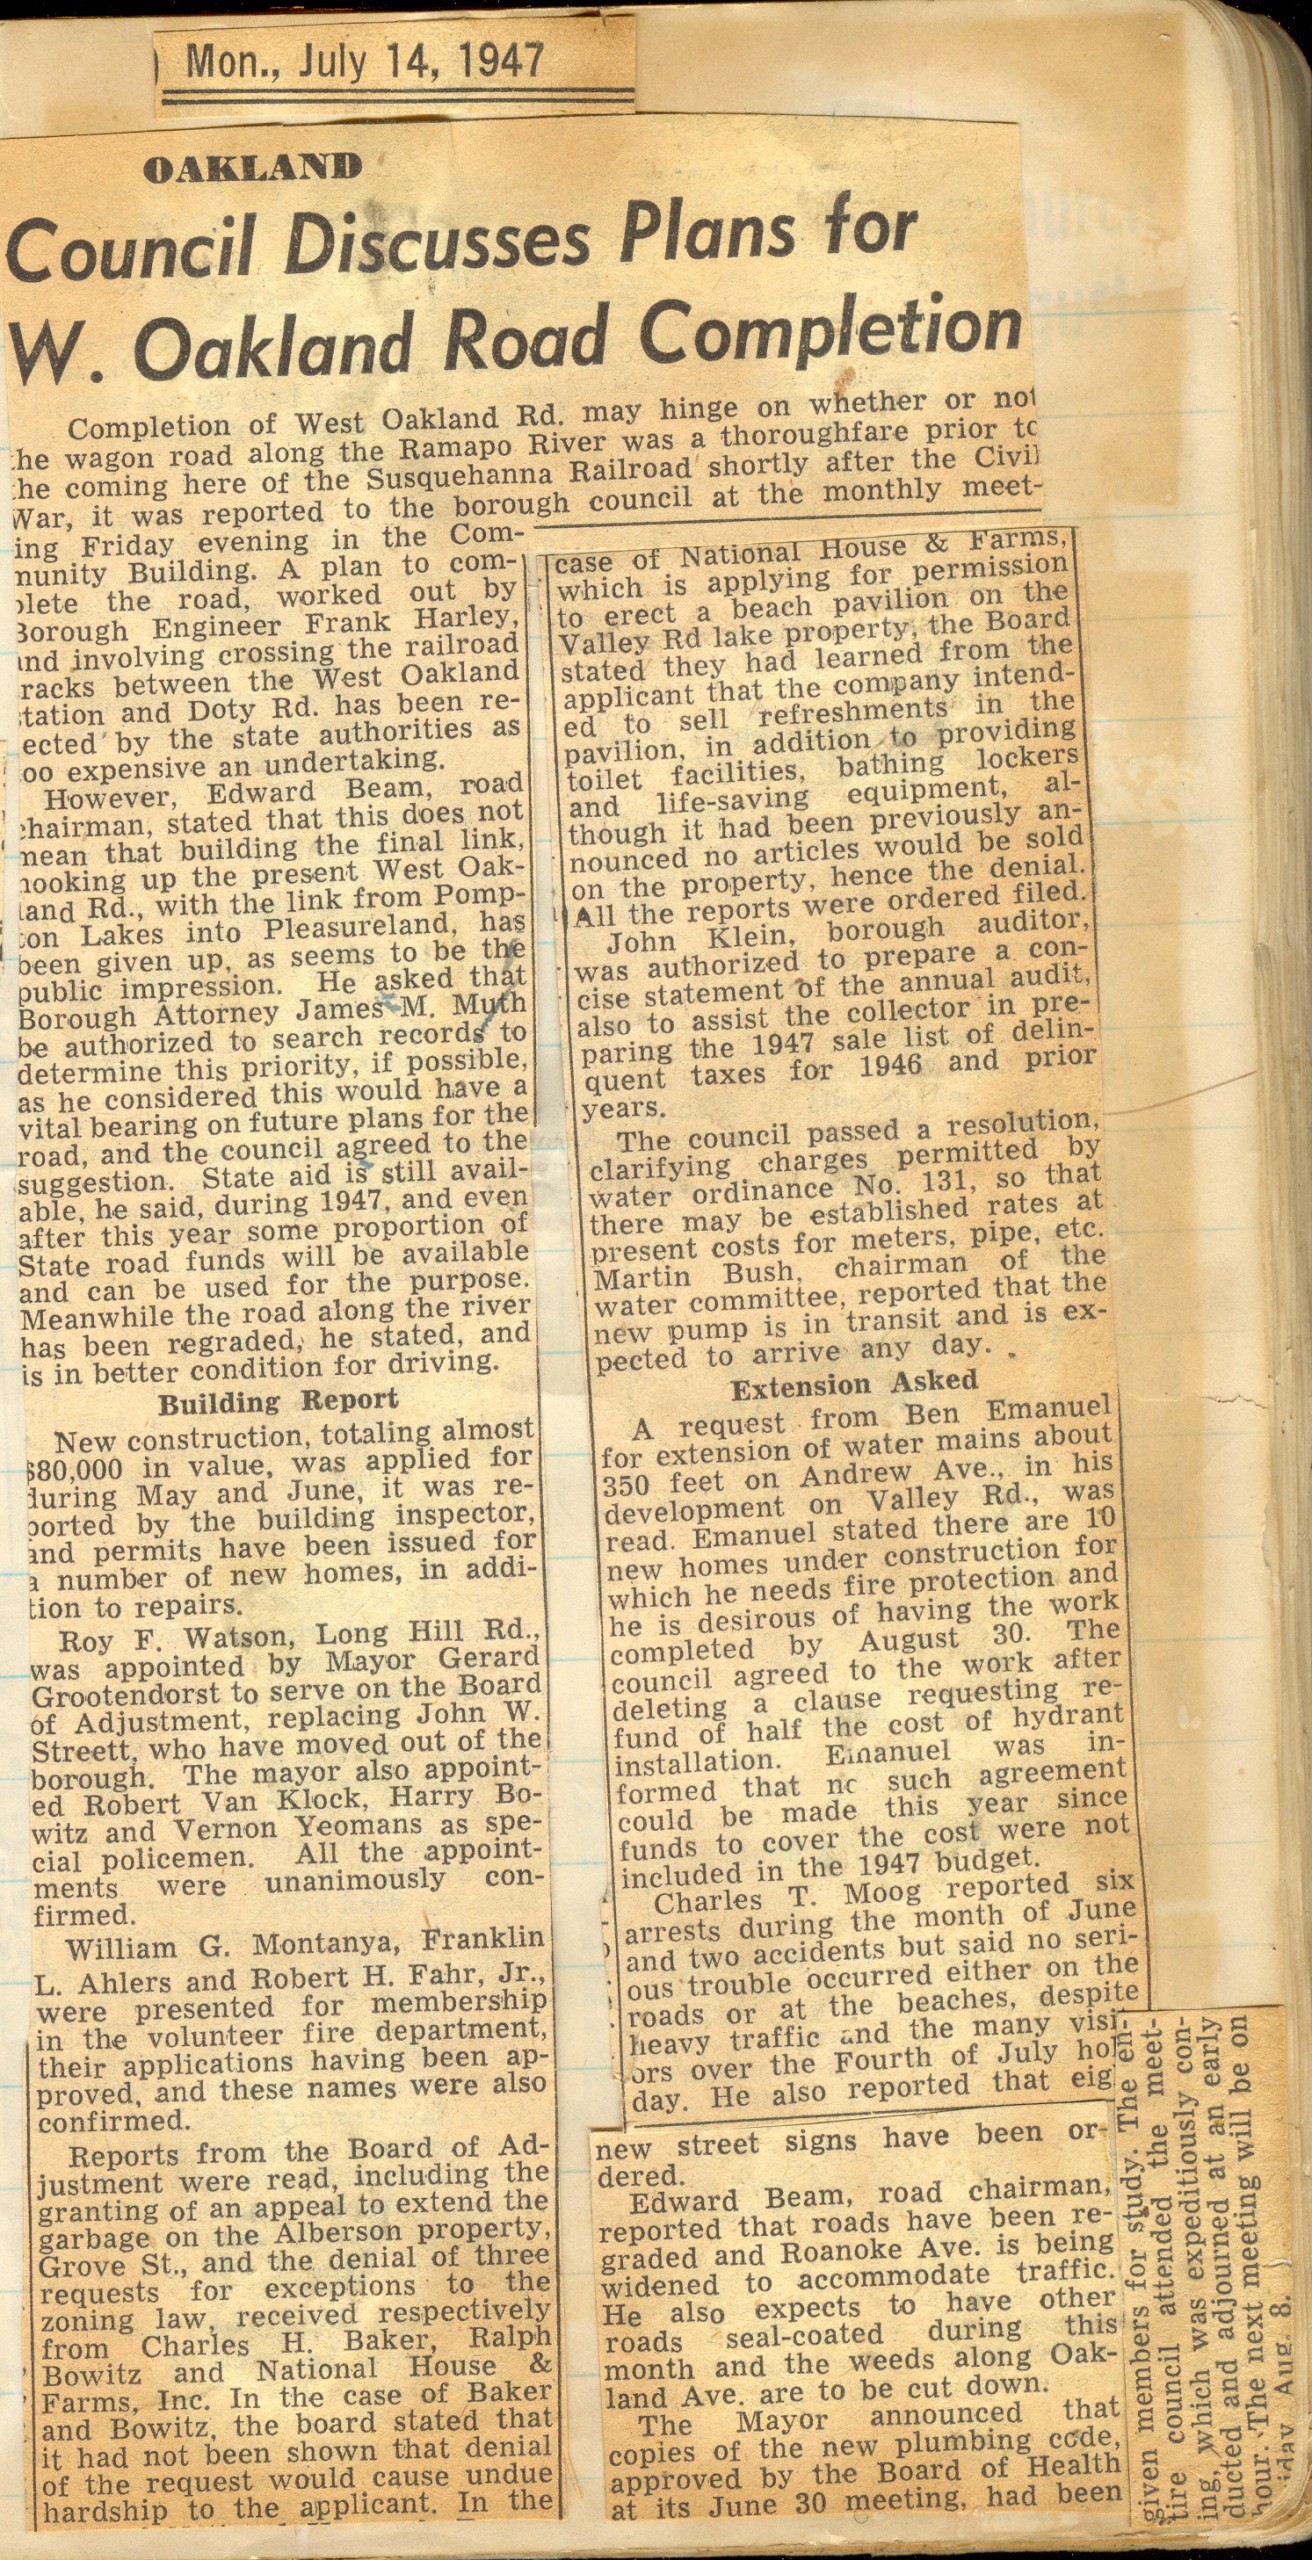 Mon., July 14, 1947
OAKLAND
Council Discusses Plans for
W. Oakland Road Completion
Completion of West Oakland Rd. may hinge on whether or not
the wagon road along the Ramapo River was a thoroughfare prior to
the coming here of the Susquehanna Railroad shortly after the Civil
War, it was reported to the borough council at the monthly meet-
ing Friday evening in the Com-
munity Building. A plan to com-
plete the road, worked out by
Borough Engineer Frank Harley,
and involving crossing the railroad
racks between the West Oakland
tation and Doty Rd. has been re-
ected by the state authorities as
oo expensive an undertaking.
However, Edward Beam, road
chairman, stated that this does not
mean that building the final link,
hooking up the present West Oak-
land Rd., with the link from Pomp-
ton Lakes into Pleasureland, has
been given up, as seems to be the
public impression. He asked that
Borough Attorney James M. Muth
be authorized to search records to
determine this priority, if possible,
as he considered this would have a
vital bearing on future plans for the
road, and the council agreed to the
suggestion. State aid is still avail-
able, he said, during 1947, and even
after this year some proportion of
State road funds will be available
and can be used for the purpose.
Meanwhile the road along the river
has been regraded, he stated, and
is in better condition for driving.
Building Report
New construction, totaling almost
$80,000 in value, was applied for
during May and June, it was re-
ported by the building inspector,
and permits have been issued for
a number of new homes, in addi-
tion to repairs.
Roy F. Watson, Long Hill Rd.,
was appointed by Mayor Gerard
Grootendorst to serve on the Board
of Adjustment, replacing John W.
Streett, who have moved out of the
borough. The mayor also appoint-
ed Robert Van Klock, Harry Bo-
witz and Vernon Yeomans as spe-
cial policemen. All the appoint-
ments were unanimously con-
firmed.
William G. Montanya, Franklin
L. Ahlers and Robert H. Fahr, Jr.,
were presented for membership
in the volunteer fire department,
their applications having been ap-
proved, and these names were also
confirmed.
Reports from the Board of Ad-
justment were read, including the
granting of an appeal to extend the
garbage on the Alberson property,
Grove St., and the denial of three
requests for exceptions to the
zoning law, received respectively
from Charles H. Baker, Ralph
Bowitz and National House &
Farms, Inc. In the case of Baker
and Bowitz, the board stated that
it had not been shown that denial
of the request would cause undue
hardship to the applicant. In the
case of National House & Farms,
which is applying for permission
to erect a beach pavilion on the
Valley Rd lake property, the Board
stated they had learned from the
applicant that the company intend-
ed to sell refreshments in the
pavilion, in addition to providing
toilet facilities, bathing lockers
and life-saving equipment, al-
though it had been previously an-
nounced no articles would be sold
on the property, hence the denial.
All the reports were ordered filed.
John Klein, borough auditor,
was authorized to prepare a con-
cise statement of the annual audit,
also to assist the collector in pre-
paring the 1947 sale list of delin-
quent taxes for 1946 and prior
years.
The council passed a resolution,
clarifying charges permitted by
water ordinance No. 131, so that
there may be established rates at
present costs for meters, pipe, etc.
Martin Bush, chairman of the
water committee, reported that the
new pump is in transit and is ex-
pected to arrive any day.
Extension Asked
A request from Ben Emanuel
for extension of water mains about
350 feet on Andrew Ave., in his
development on Valley Rd., was
read. Emanuel stated there are 10
new homes under construction for
which he needs fire protection and
he is desirous of having the work
completed by August 30. The
council agreed to the work after
deleting a clause requesting re-
fund of half the cost of hydrant
installation. Emanuel was in-
formed that no such agreement
could be made this year since
funds to cover the cost were not
included in the 1947 budget.
Charles T. Moog reported six
arrests during the month of June
and two accidents but said no seri-
ous trouble occurred either on the
roads or at the beaches, despite
heavy traffic and the many visi
ors over the Fourth of July hol
day. He also reported that eig
new street signs have been or-
dered.
Edward Beam, road chairman,
reported that roads have been re-
graded and Roanoke Ave. is being
widened to accommodate traffic.
He also expects to have other
roads seal-coated during this
month and the weeds along Oak-
land Ave. are to be cut down.
The Mayor announced that
copies of the new plumbing code,
approved by the Board of Health
at its June 30 meeting, had been
given members for study. The en-
tire council attended the meet-
ing, which was expeditiously con-
ducted and adjourned at an early
hour. The next meeting will be on
iday Aug. 8.